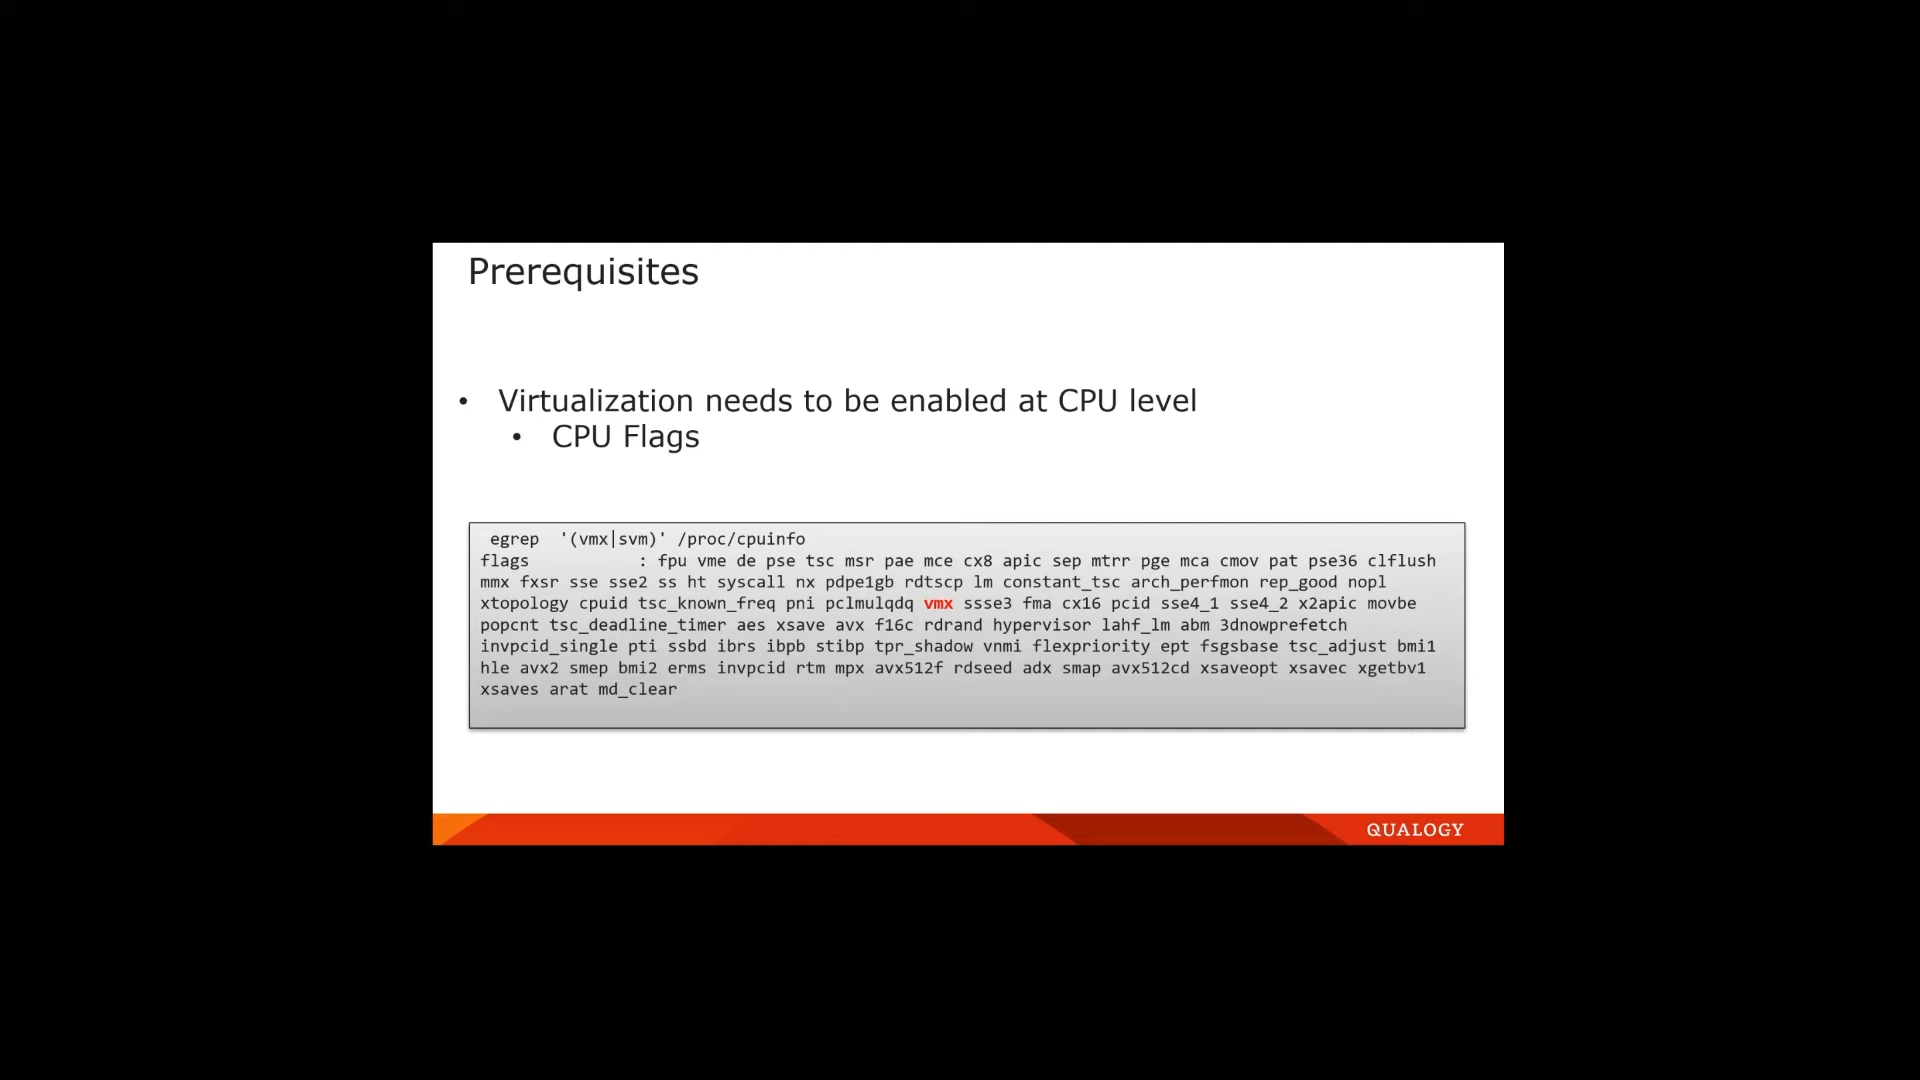 Prerequisites
• Virtualization needs to be enabled at CPU level
• CPU Flags
egrep  '(vmx|svm)' /proc/cpuinfo
flags           : fpu vme de pse tsc msr pae mce cx8 apic sep mtrr pge mca cmov pat pse36 clflush
mmx fxsr sse sse2 ss ht syscall nx pdpe1gb rdtscp lm constant_tsc arch_perfmon rep_good nopl
xtopology cpuid tsc_known_freq pni pclmulqdq vmx ssse3 fma cx16 pcid sse4_1 sse4_2 x2apic movbe
popcnt tsc_deadline_timer aes xsave avx f16c rdrand hypervisor lahf_lm abm 3dnowprefetch
invpcid_single pti ssbd ibrs ibpb stibp tpr_shadow vnmi flexpriority ept fsgsbase tsc_adjust bmi1
hle avx2 smep bmi2 erms invpcid rtm mpx avx512f rdseed adx smap avx512cd xsaveopt xsavec xgetbv1
xsaves arat md_clear
QUALOGY